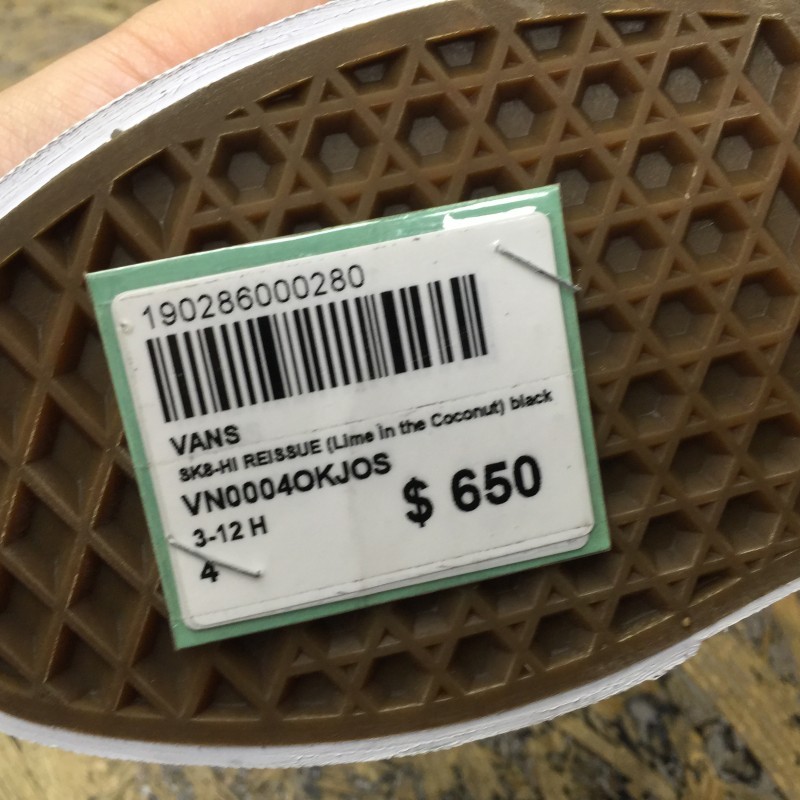 190286000280
VANS
SK8-HI REISSUE (Lime in the Coconut) black
VN0004OKJOS
$ 650
3-12 H
4